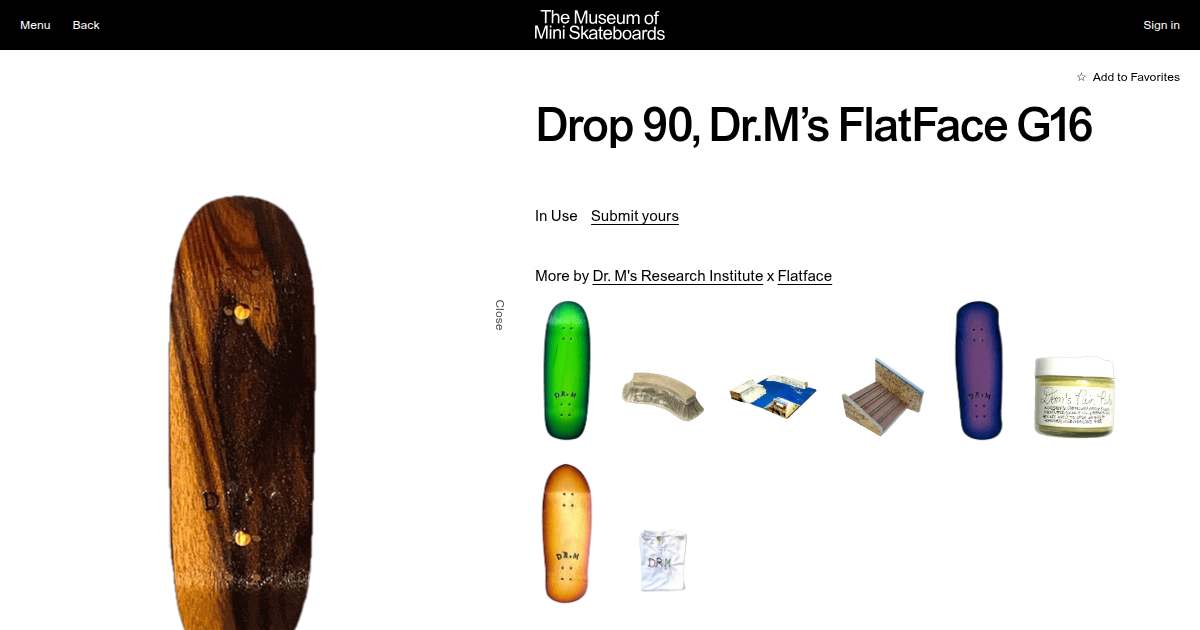 Menu
Back
The Museum of
Mini Skateboards
Sign in
☆ Add to Favorites
Drop 90, Dr.M’s FlatFace G16
In Use Submit yours
More by Dr. M's Research Institute x Flatface
Close
DR.M
DR.M
DR.M
DRM